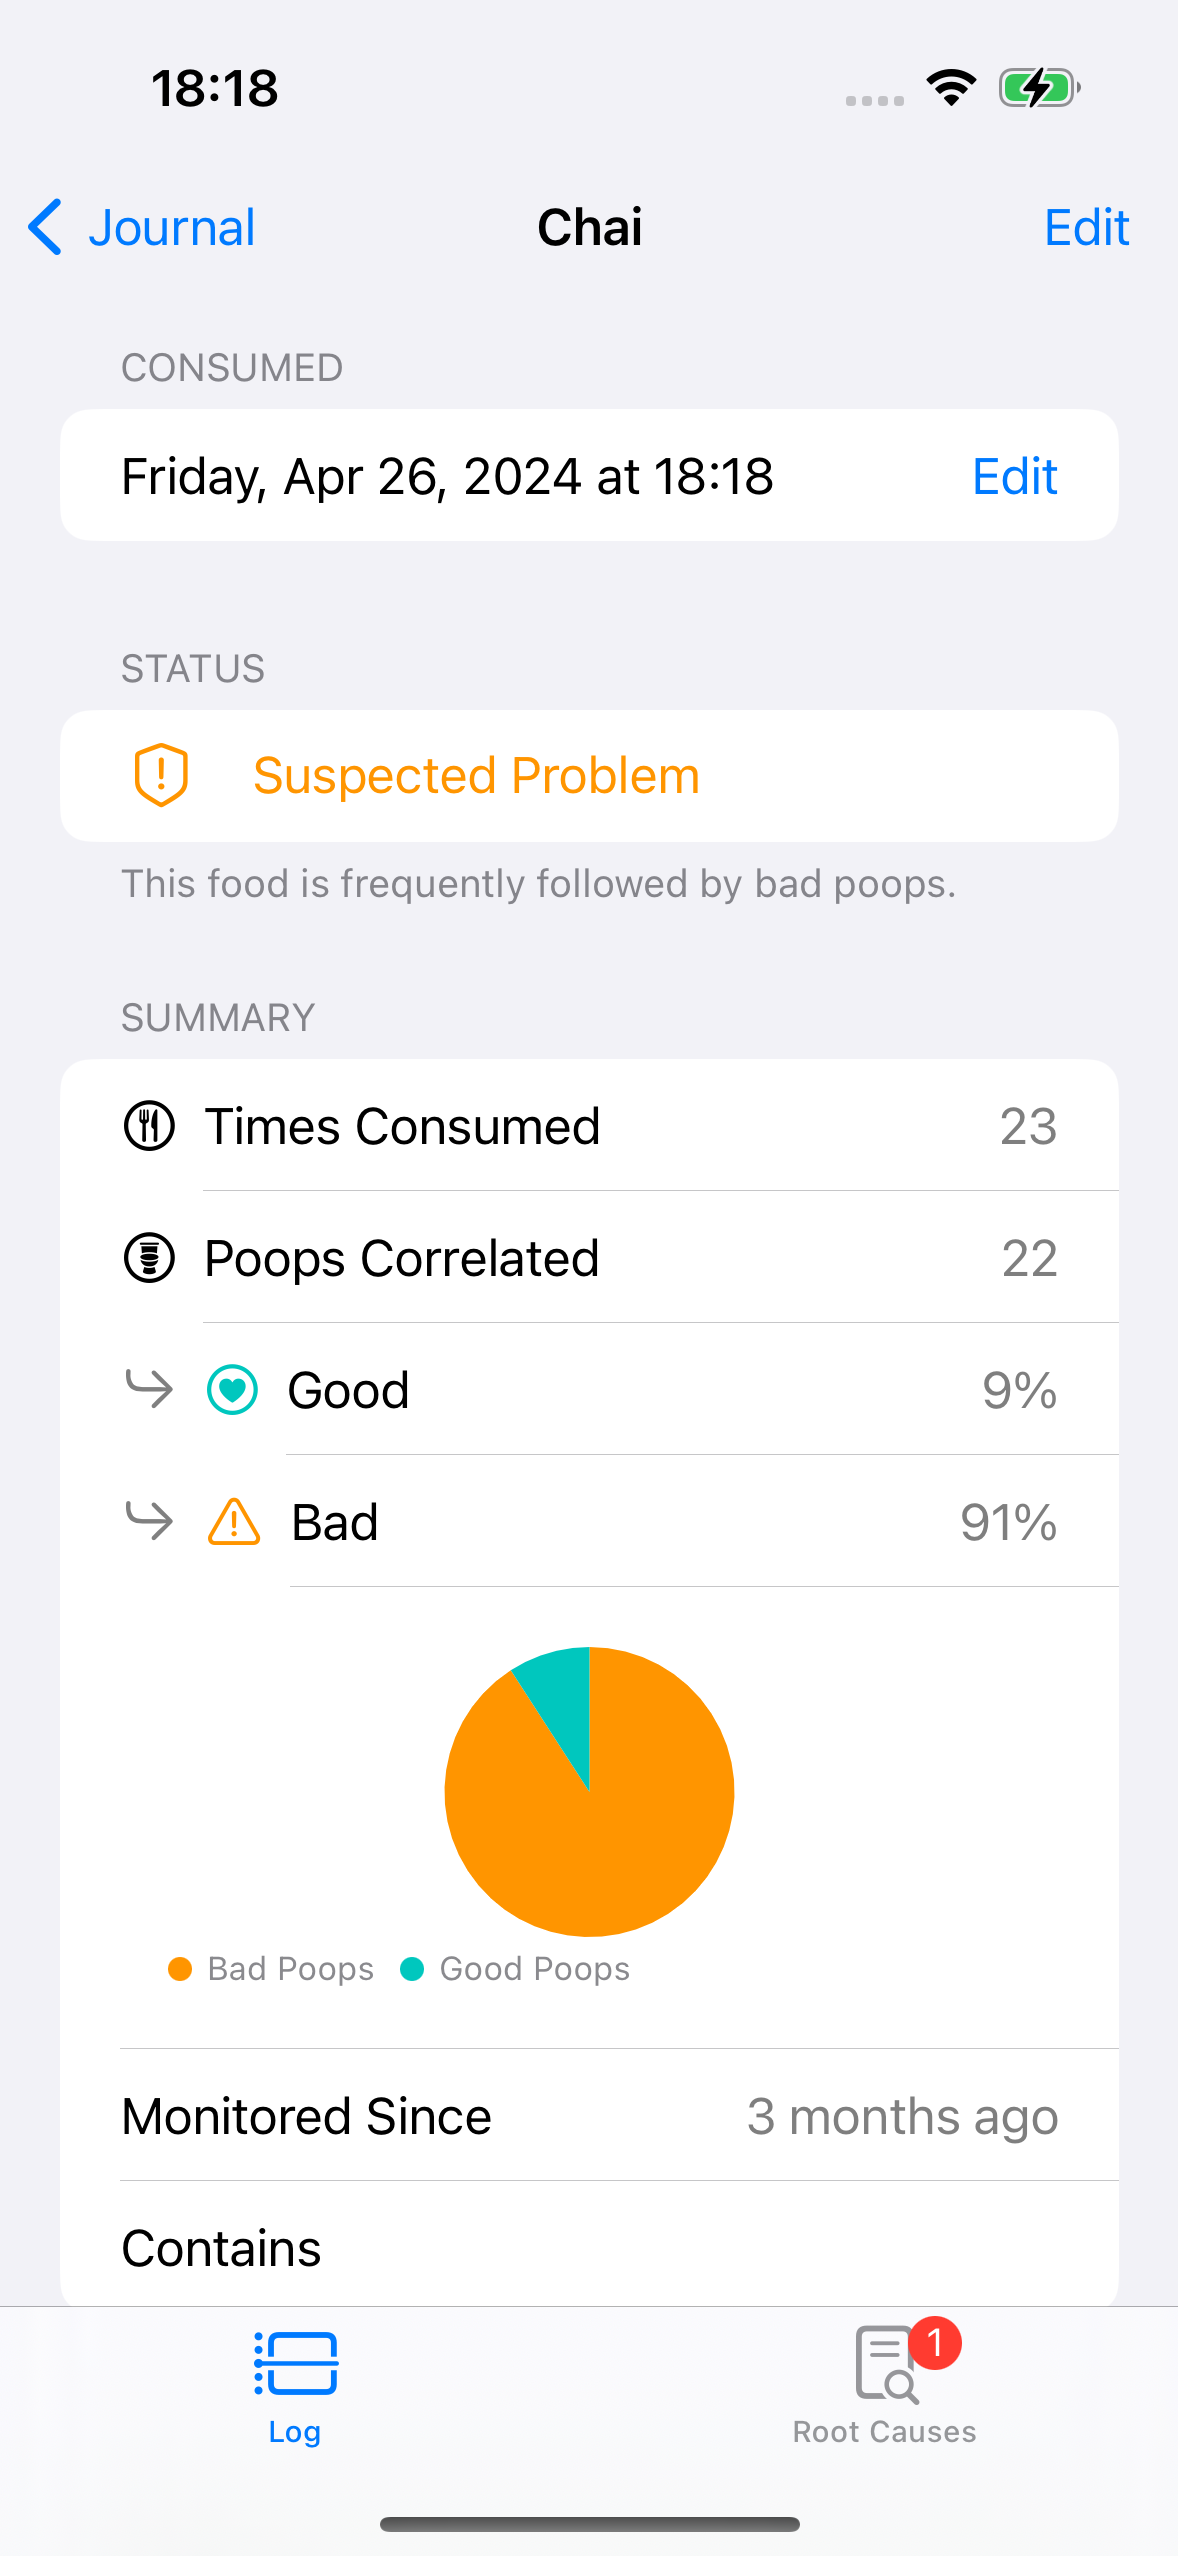 18:18
Journal
Chai
Edit
CONSUMED
Friday, Apr 26, 2024 at 18:18
Edit
STATUS
Suspected Problem
This food is frequently followed by bad poops.
SUMMARY
Times Consumed 23
Poops Correlated 22
Good 9%
Bad 91%
Bad Poops Good Poops
Monitored Since 3 months ago
Contains
1
Log
Root Causes